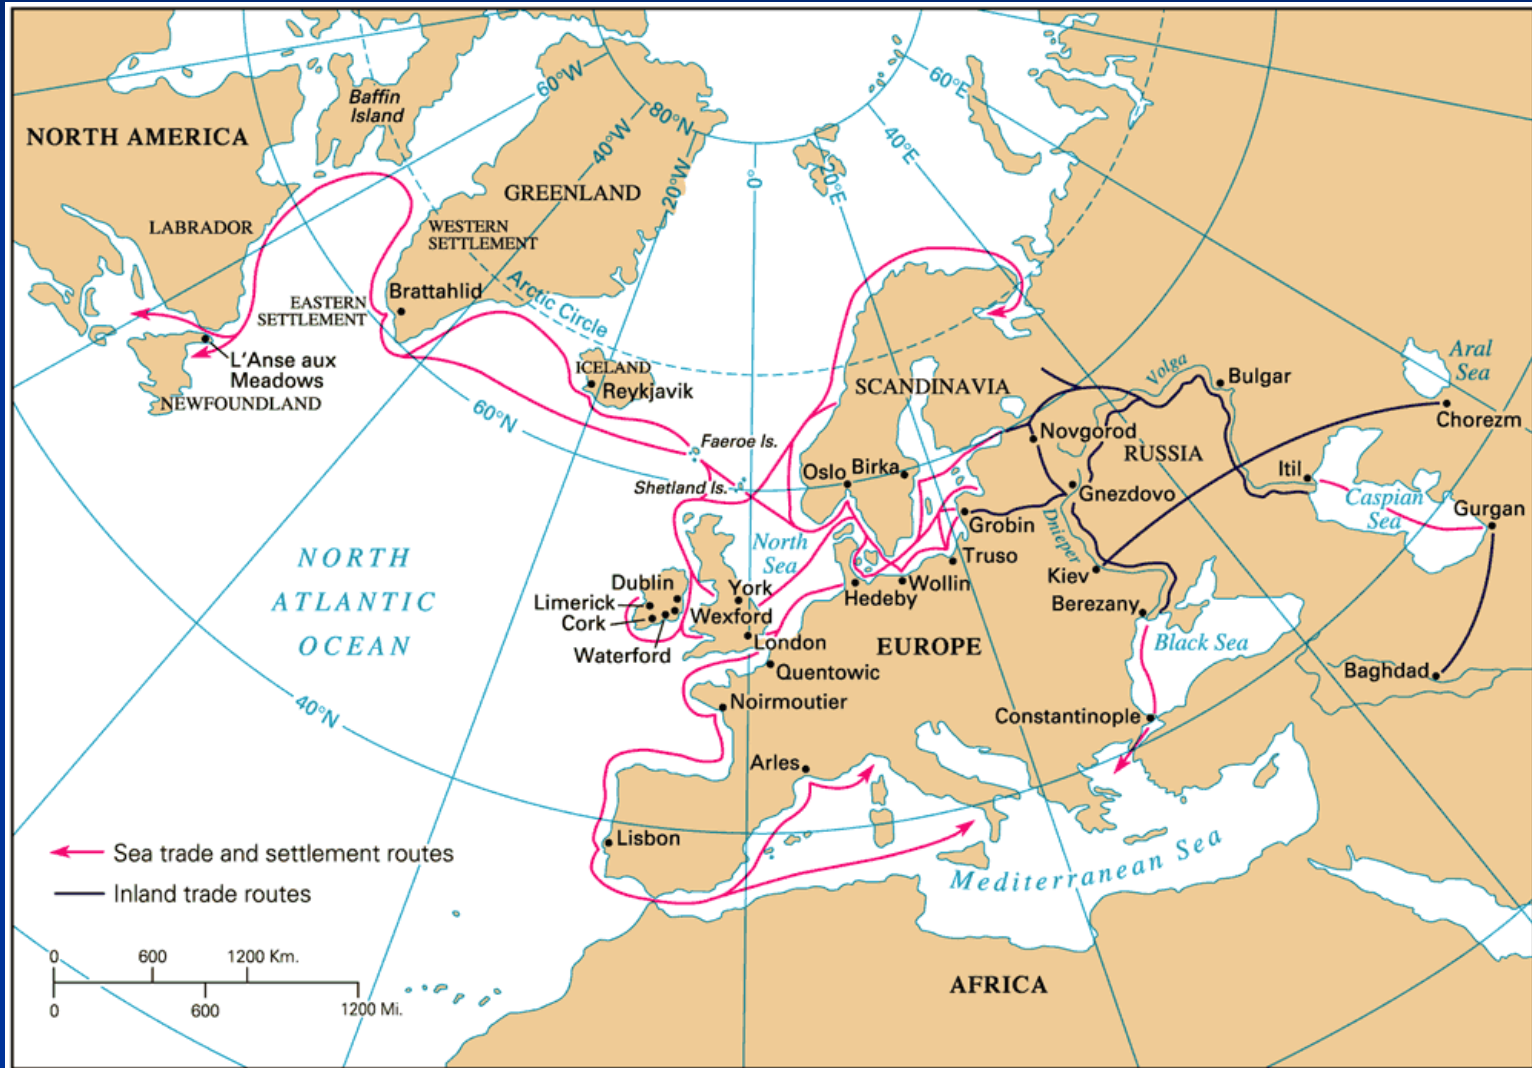 60°W
80°N
60°E
Baffin
Island
NORTH AMERICA
40°W
40°E
20°W
0°
20°E
GREENLAND
LABRADOR
WESTERN
SETTLEMENT
Arctic Circle
Brattahlid
EASTERN
SETTLEMENT
L'Anse aux
Meadows
NEWFOUNDLAND
ICELAND
Reykjavik
60°N
Faeroe Is.
Shetland Is.
SCANDINAVIA
Oslo
Birka
Volga
Bulgar
Aral
Sea
Chorezm
Novgorod
RUSSIA
Itil
Caspian
Sea
Gurgan
Gnezdovo
Dnieper
Grobin
Truso
Wollin
Hedeby
Kiev
Berezany
Black Sea
Baghdad
Constantinople
NORTH
ATLANTIC
OCEAN
North
Sea
Dublin
Limerick
Cork
Waterford
York
Wexford
London
Quentowic
EUROPE
Noirmoutier
40°N
Arles
Lisbon
Mediterranean Sea
AFRICA
Sea trade and settlement routes
Inland trade routes
0 600 1200 Km.
0 600 1200 Mi.